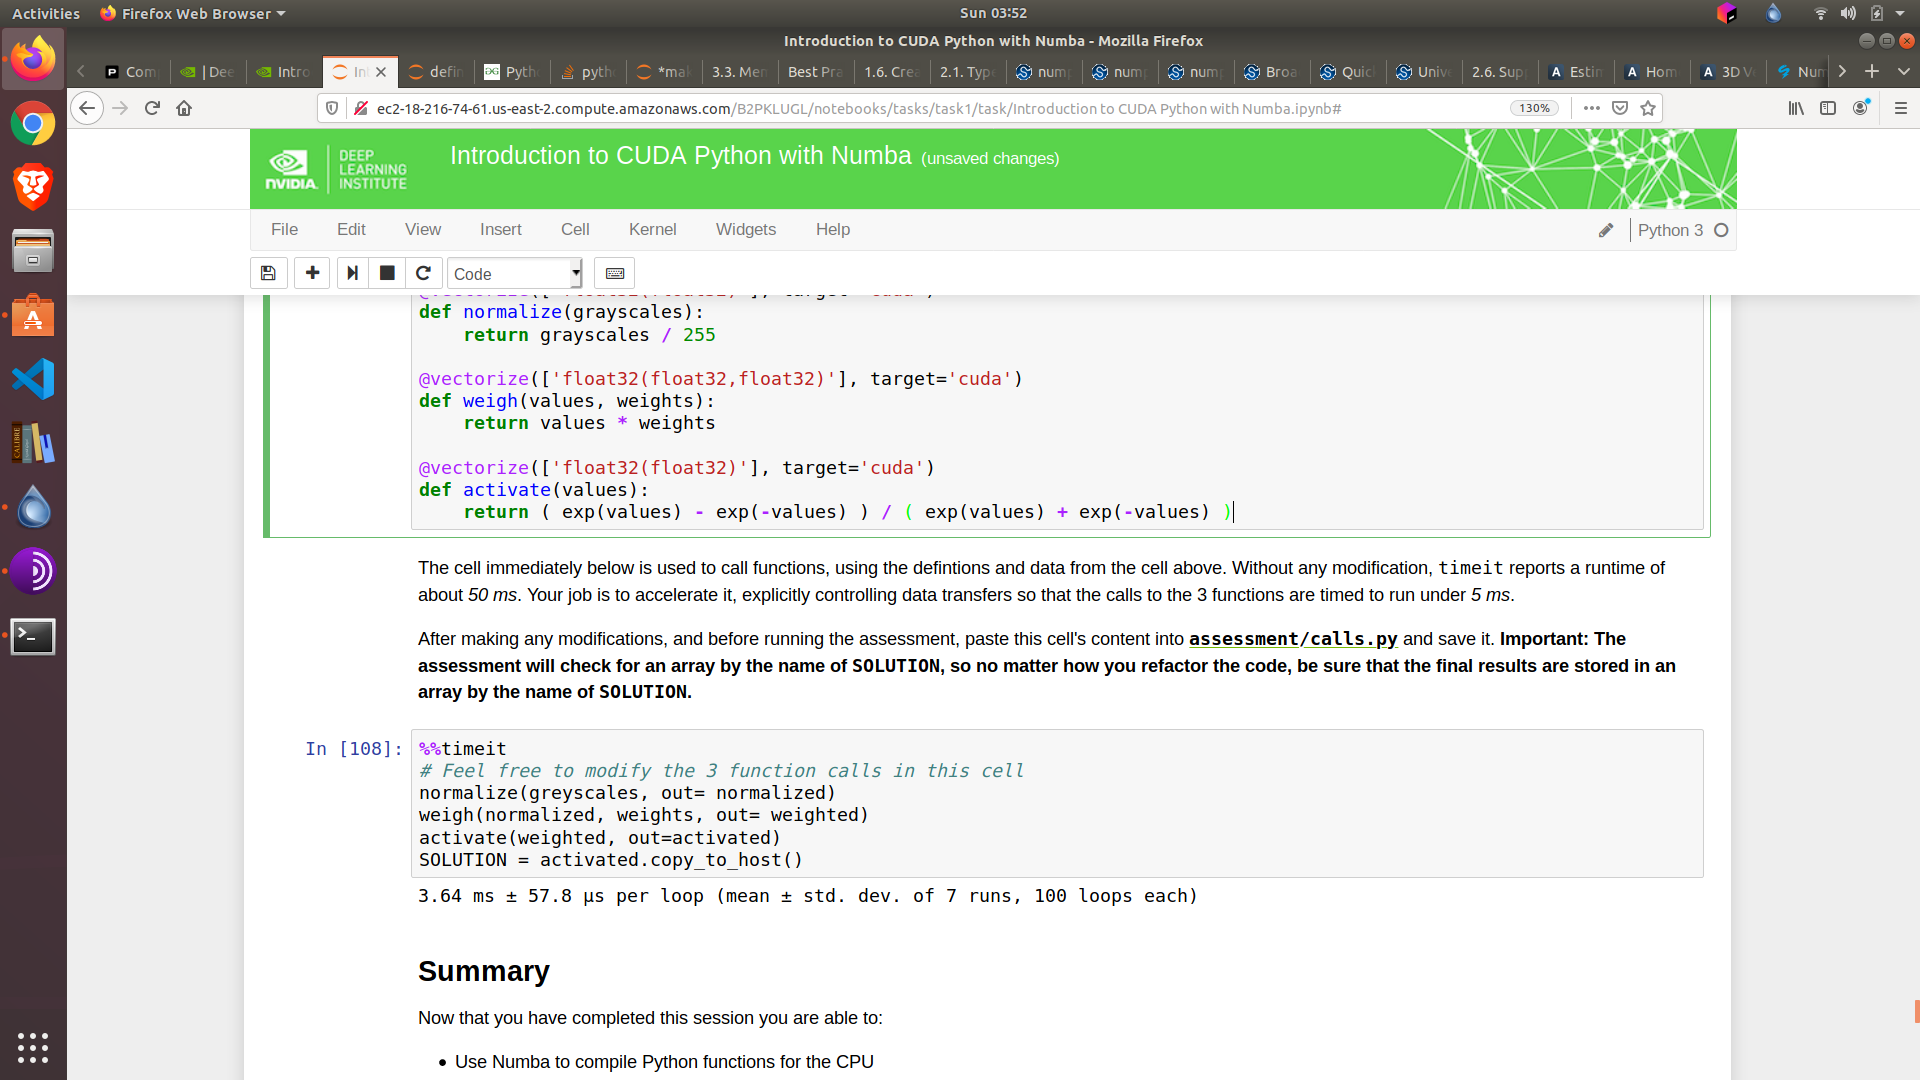 Activities Firefox Web Browser Sun 03:52
Introduction to CUDA Python with Numba - Mozilla Firefox
Com | Dee Intro In defin Pyth pyth *mak 3.3. Mem Best Pra 1.6. Crea 2.1. Type nump nump nump Broa Quic Univ 2.6. Supp Estim Hom 3D V Num
ec2-18-216-74-61.us-east-2.compute.amazonaws.com/B2PKLUGL/notebooks/tasks/task1/task/Introduction to CUDA Python with Numba.ipynb# 130%
NVIDIA. DEEP LEARNING INSTITUTE
Introduction to CUDA Python with Numba (unsaved changes)
File Edit View Insert Cell Kernel Widgets Help Python 3
Code
def normalize(grayscales):
return grayscales / 255
@vectorize(['float32(float32,float32)'], target='cuda')
def weigh(values, weights):
return values * weights
@vectorize(['float32(float32)'], target='cuda')
def activate(values):
return ( exp(values) - exp(-values) ) / ( exp(values) + exp(-values) )
The cell immediately below is used to call functions, using the defintions and data from the cell above. Without any modification, timeit reports a runtime of
about 50 ms. Your job is to accelerate it, explicitly controlling data transfers so that the calls to the 3 functions are timed to run under 5 ms.
After making any modifications, and before running the assessment, paste this cell's content into assessment/calls.py and save it. Important: The
assessment will check for an array by the name of SOLUTION, so no matter how you refactor the code, be sure that the final results are stored in an
array by the name of SOLUTION.
In [108]: %%timeit
# Feel free to modify the 3 function calls in this cell
normalize(greyscales, out= normalized)
weigh(normalized, weights, out= weighted)
activate(weighted, out=activated)
SOLUTION = activated.copy_to_host()
3.64 ms ± 57.8 µs per loop (mean ± std. dev. of 7 runs, 100 loops each)
Summary
Now that you have completed this session you are able to:
• Use Numba to compile Python functions for the CPU